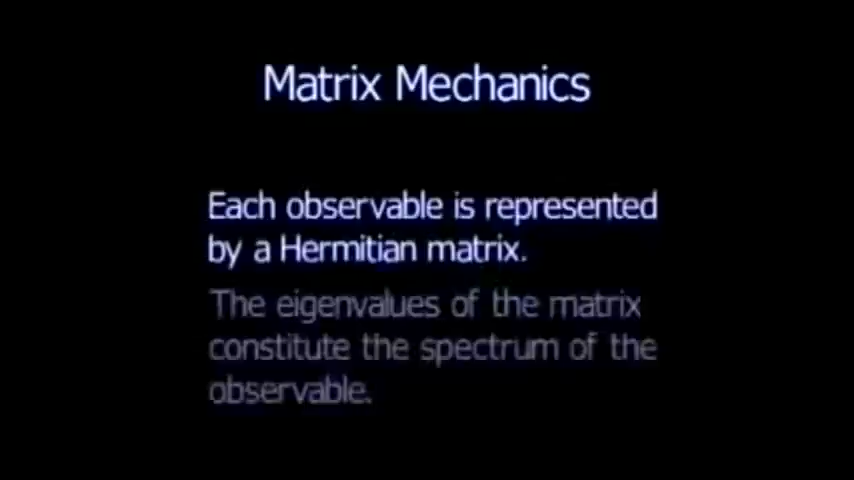 Matrix Mechanics
Each observable is represented
by a Hermitian matrix.
The eigenvalues of the matrix
constitute the spectrum of the
observable.